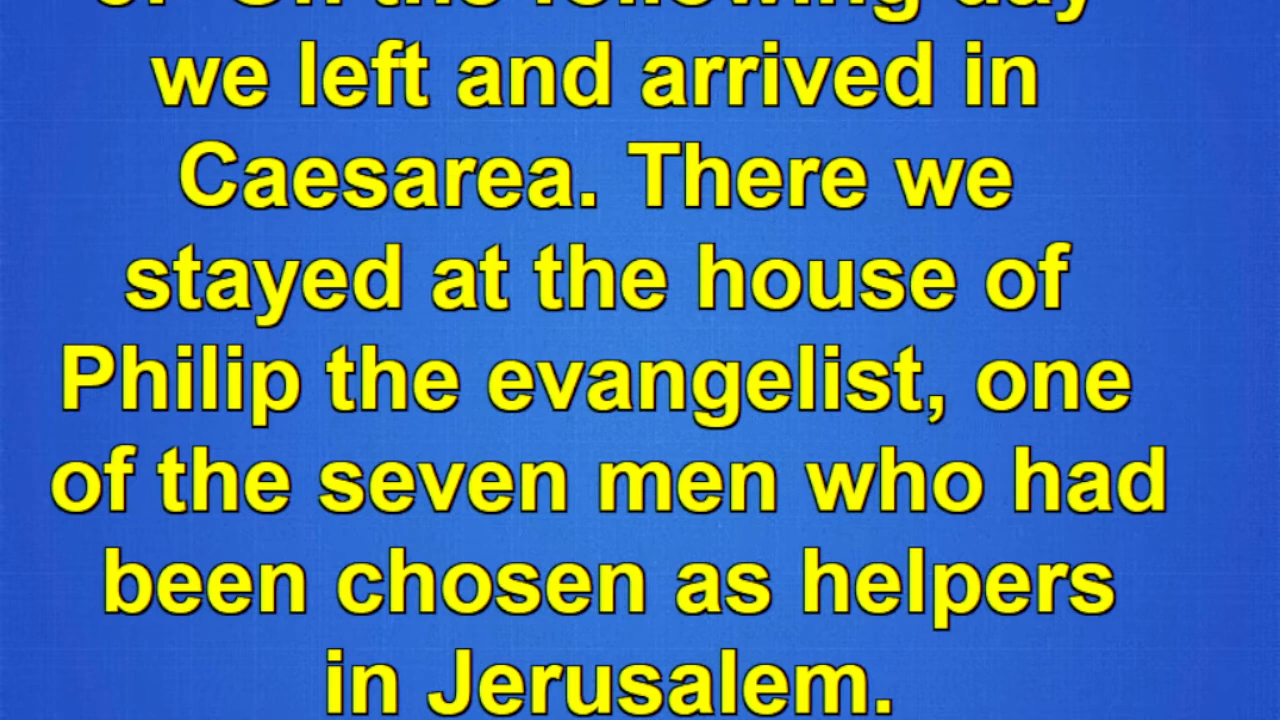 On the following day
we left and arrived in
Caesarea. There we
stayed at the house of
Philip the evangelist, one
of the seven men who had
been chosen as helpers
in Jerusalem.